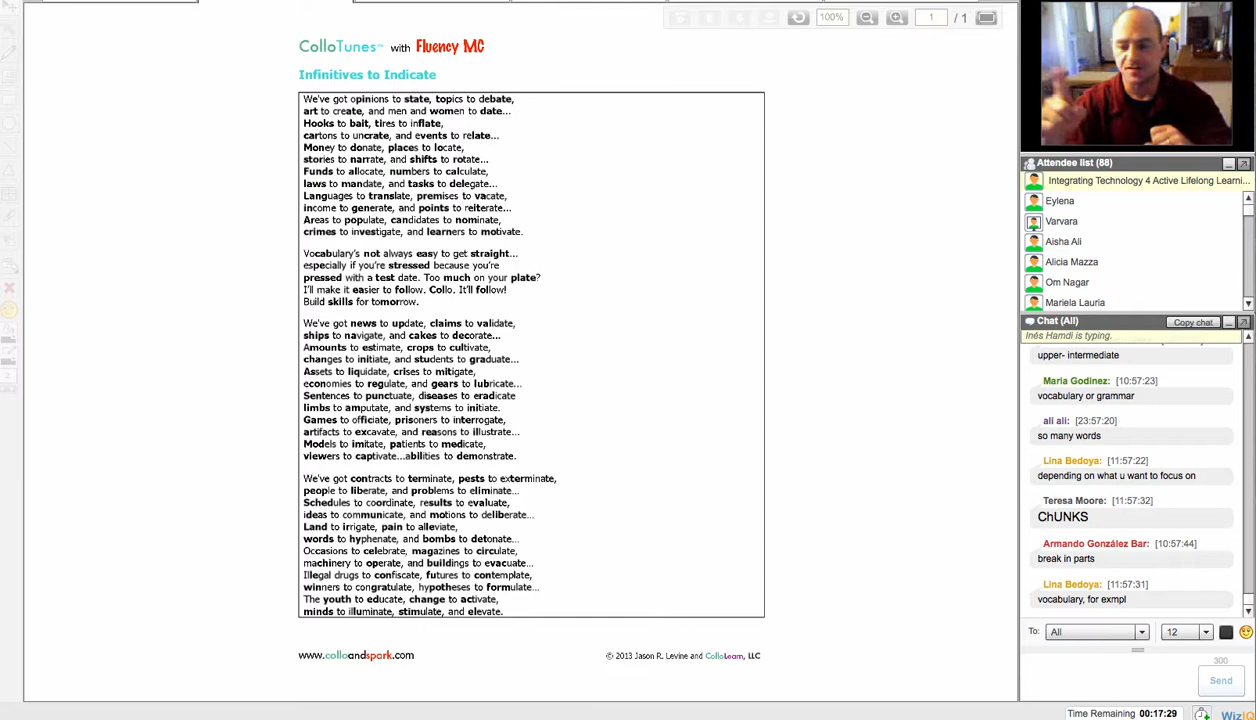 100%
1
/ 1
ColloTunes™ with Fluency MC
Infinitives to Indicate
We've got opinions to state, topics to debate,
art to create, and men and women to date...
Hooks to bait, tires to inflate,
cartons to uncrate, and events to relate...
Money to donate, places to locate,
stories to narrate, and shifts to rotate...
Funds to allocate, numbers to calculate,
laws to mandate, and tasks to delegate...
Languages to translate, premises to vacate,
income to generate, and points to reiterate...
Areas to populate, candidates to nominate,
crimes to investigate, and learners to motivate.
Vocabulary's not always easy to get straight...
especially if you're stressed because you're
pressed with a test date. Too much on your plate?
I'll make it easier to follow. Collo. It'll follow!
Build skills for tomorrow.
We've got news to update, claims to validate,
ships to navigate, and cakes to decorate...
Amounts to estimate, crops to cultivate,
changes to initiate, and students to graduate...
Assets to liquidate, crises to mitigate,
economies to regulate, and gears to lubricate...
Sentences to punctuate, diseases to eradicate
limbs to amputate, and systems to initiate.
Games to officiate, prisoners to interrogate,
artifacts to excavate, and reasons to illustrate...
Models to imitate, patients to medicate,
viewers to captivate...abilities to demonstrate.
We've got contracts to terminate, pests to exterminate,
people to liberate, and problems to eliminate...
Schedules to coordinate, results to evaluate,
ideas to communicate, and motions to deliberate...
Land to irrigate, pain to alleviate,
words to hyphenate, and bombs to detonate...
Occasions to celebrate, magazines to circulate,
machinery to operate, and buildings to evacuate...
Illegal drugs to confiscate, futures to contemplate,
winners to congratulate, hypotheses to formulate...
The youth to educate, change to activate,
minds to illuminate, stimulate, and elevate.
www.colloandspark.com
© 2013 Jason R. Levine and ColloLearn, LLC
Attendee list (88)
Integrating Technology 4 Active Lifelong Learni...
Eylena
Varvara
Aisha Ali
Alicia Mazza
Om Nagar
Mariela Lauria
Chat (All)
Copy chat
Inês Hamdi is typing.
upper- intermediate
Maria Godinez: [10:57:23]
vocabulary or grammar
ali ali: [23:57:20]
so many words
Lina Bedoya: [11:57:22]
depending on what u want to focus on
Teresa Moore: [11:57:32]
ChUNKS
Armando González Bar: [10:57:44]
break in parts
Lina Bedoya: [11:57:31]
vocabulary, for exmpl
To: All
12
300
Send
Time Remaining 00:17:29
WizIQ